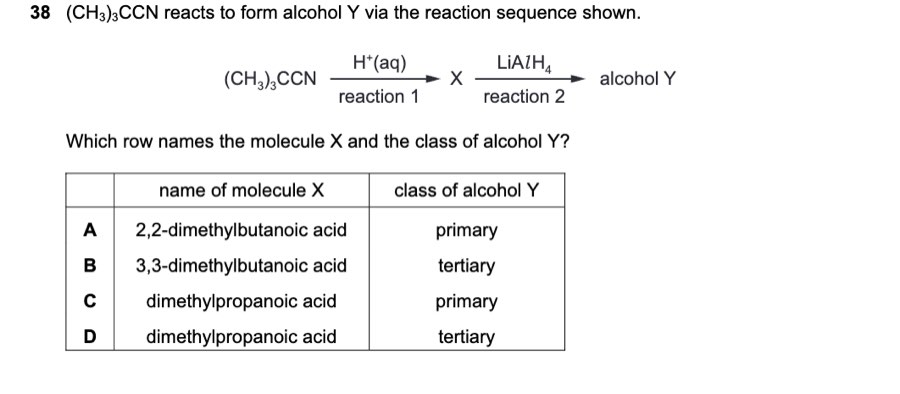 38 (CH₃)₃CCN reacts to form alcohol Y via the reaction sequence shown.
(CH₃)₃CCN H⁺(aq) reaction 1 X LiAlH₄ reaction 2 alcohol Y
Which row names the molecule X and the class of alcohol Y?
name of molecule X class of alcohol Y
A 2,2-dimethylbutanoic acid primary
B 3,3-dimethylbutanoic acid tertiary
C dimethylpropanoic acid primary
D dimethylpropanoic acid tertiary